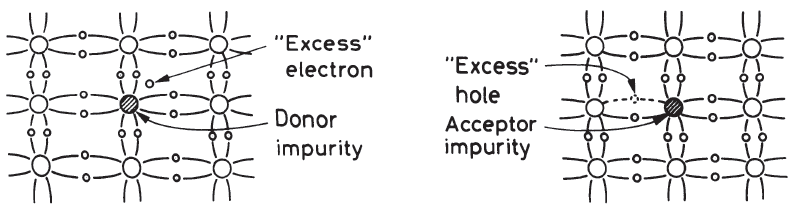 "Excess"
electron
Donor
impurity
"Excess"
hole
Acceptor
impurity